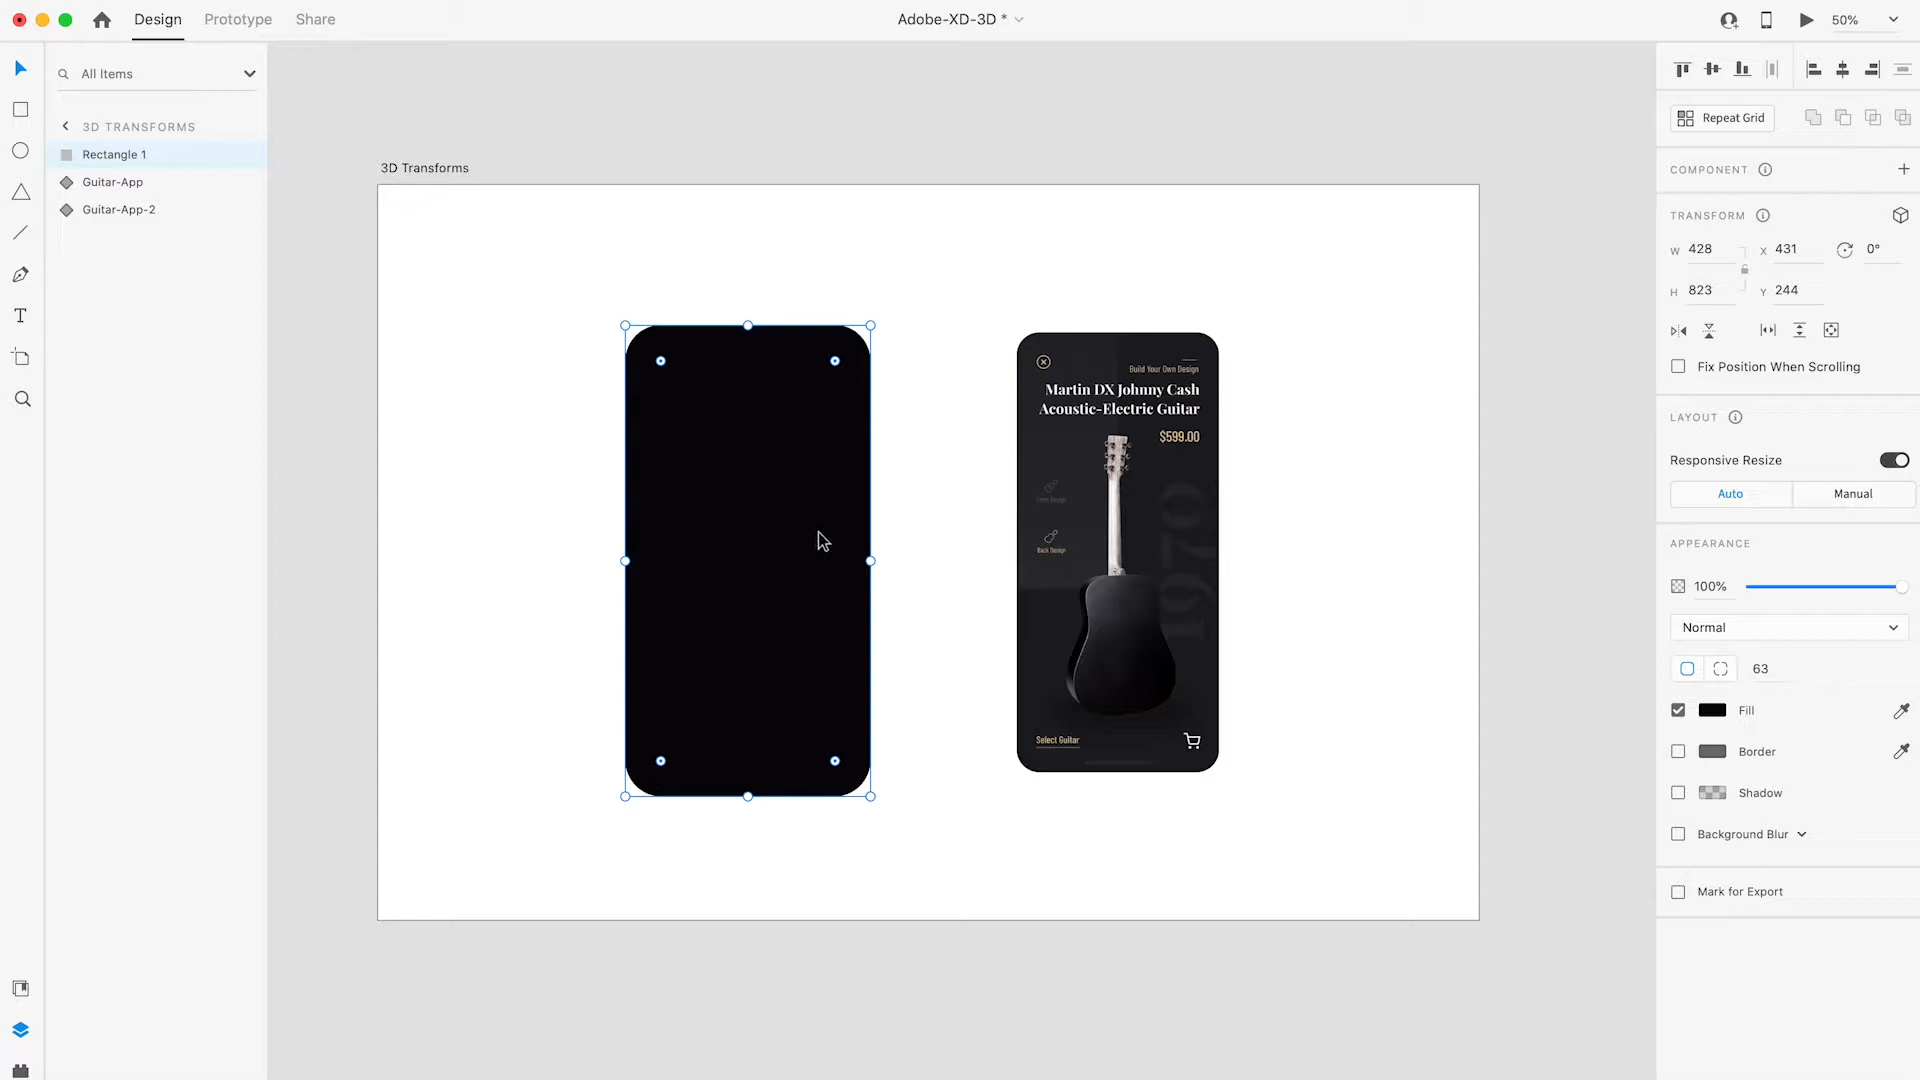 Design Prototype Share
Adobe-XD-3D *
50%
All Items
3D TRANSFORMS
Rectangle 1
Guitar-App
Guitar-App-2
3D Transforms
Build Your Own Design
Martin DX Johnny Cash
Acoustic-Electric Guitar
$599.00
Back Design
1970
Select Guitar
Repeat Grid
COMPONENT
TRANSFORM
W 428 X 431 0°
H 823 Y 244
Fix Position When Scrolling
LAYOUT
Responsive Resize
Auto Manual
APPEARANCE
100%
Normal
63
Fill
Border
Shadow
Background Blur
Mark for Export